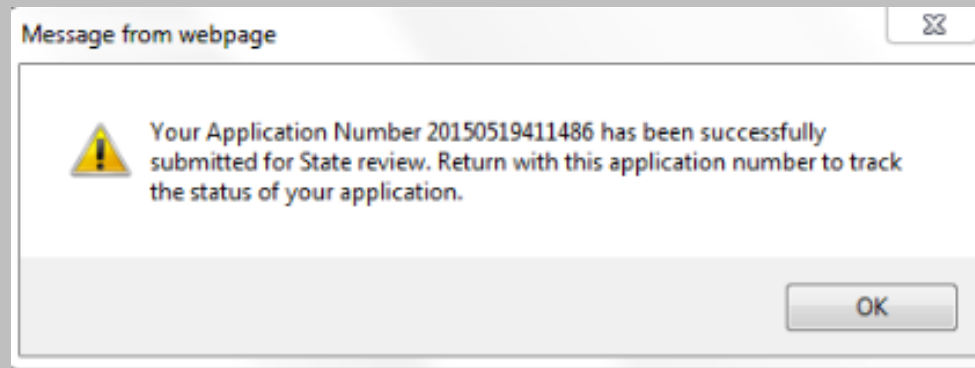 Message from webpage
Your Application Number 20150519411486 has been successfully
submitted for State review. Return with this application number to track
the status of your application.
OK